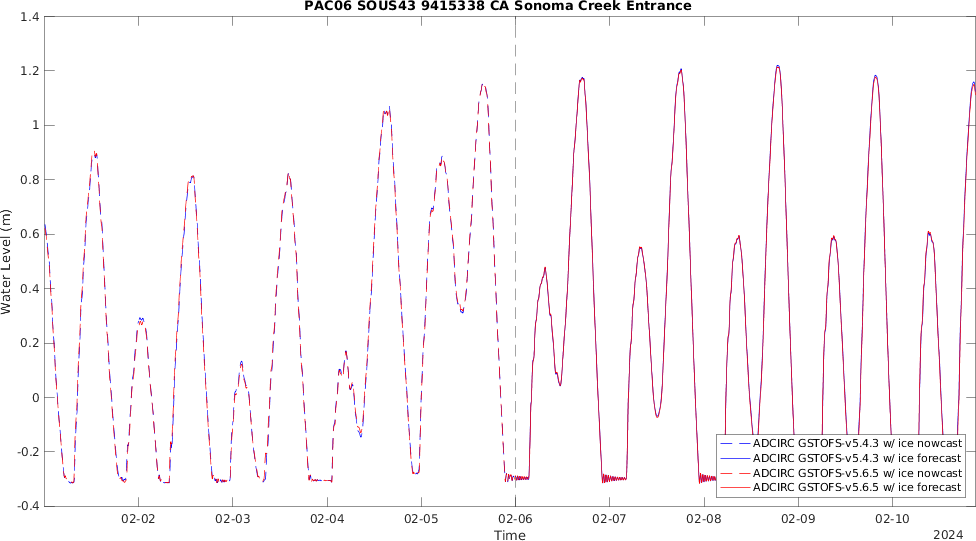 PAC06 SOUS43 9415338 CA Sonoma Creek Entrance
1.4
1.2
1
0.8
0.6
0.4
0.2
0
-0.2
-0.4
Water Level (m)
ADCIRC GSTOFS-v5.4.3 w/ ice nowcast
ADCIRC GSTOFS-v5.4.3 w/ ice forecast
ADCIRC GSTOFS-v5.6.5 w/ ice nowcast
ADCIRC GSTOFS-v5.6.5 w/ ice forecast
02-02 02-03 02-04 02-05 02-06 02-07 02-08 02-09 02-10
Time
2024